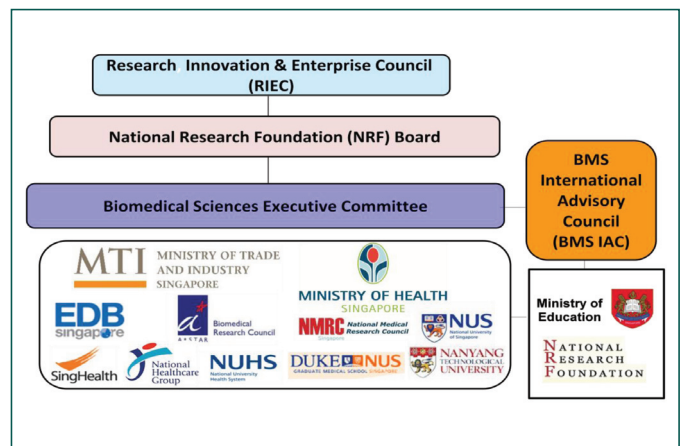 Research Innovation & Enterprise Council
(RIEC)
National Research Foundation (NRF) Board
Biomedical Sciences Executive Committee
BMS
International
Advisory
Council
(BMS IAC)
MTI
MINISTRY OF TRADE
AND INDUSTRY
SINGAPORE
MINISTRY OF HEALTH
SINGAPORE
EDB
singapore
A*STAR
Biomedical
Research Council
NMRC National Medical
Research Council
Singapore
NUS
National University
of Singapore
SingHealth
National
Healthcare
Group
NUHS
National University
Health System
DUKE NUS
GRADUATE MEDICAL SCHOOL SINGAPORE
NANYANG
TECHNOLOGICAL
UNIVERSITY
Ministry of
Education
NATIONAL
RESEARCH
FOUNDATION